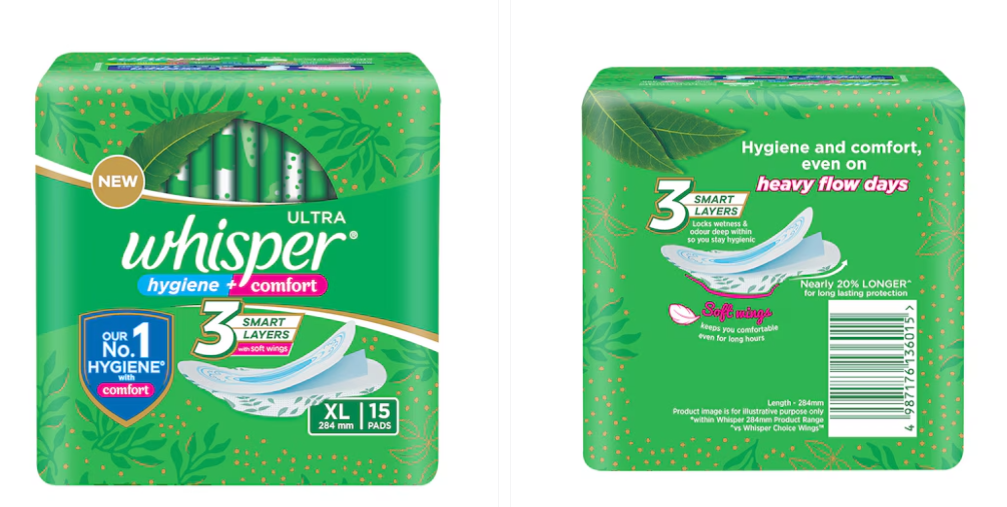 NEW
ULTRA
whisper®
hygiene + comfort
3 SMART
LAYERS
with soft wings
OUR
No.1
HYGIENE°
with
comfort
XL 15
284 mm PADS
Hygiene and comfort,
even on
heavy flow days
3 SMART
LAYERS
Locks wetness &
odour deep within
so you stay hygienic
Nearly 20% LONGER^
for long lasting protection
Soft wings
keeps you comfortable
even for long hours
4 987176 136015 >
Length - 284mm
Product image is for illustrative purpose only
°within Whisper 284mm Product Range
^vs Whisper Choice Wings™